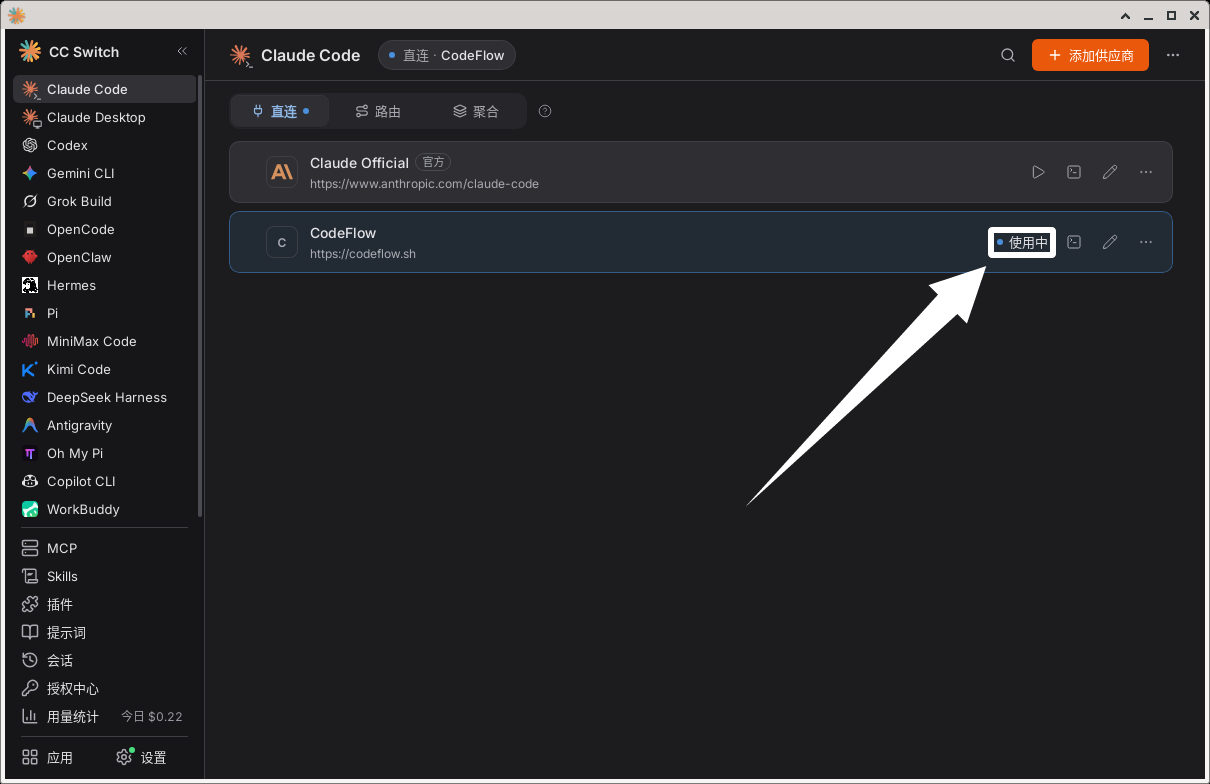 CC Switch
Claude Code
Claude Desktop
Codex
Gemini CLI
Grok Build
OpenCode
OpenClaw
Hermes
Pi
MiniMax Code
Kimi Code
DeepSeek Harness
Antigravity
Oh My Pi
Copilot CLI
WorkBuddy
MCP
Skills
插件
提示词
会话
授权中心
用量统计 今日 $0.22
应用 设置
Claude Code 直连 · CodeFlow 添加供应商
直连 路由 聚合
Claude Official 官方
https://www.anthropic.com/claude-code
C
CodeFlow
https://codeflow.sh
使用中